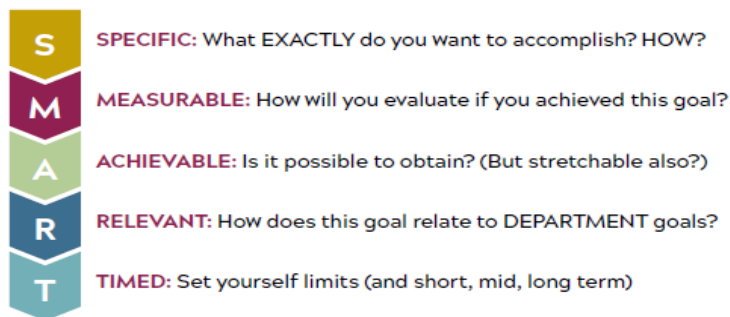 S SPECIFIC: What EXACTLY do you want to accomplish? HOW?
M MEASURABLE: How will you evaluate if you achieved this goal?
A ACHIEVABLE: Is it possible to obtain? (But stretchable also?)
R RELEVANT: How does this goal relate to DEPARTMENT goals?
T TIMED: Set yourself limits (and short, mid, long term)